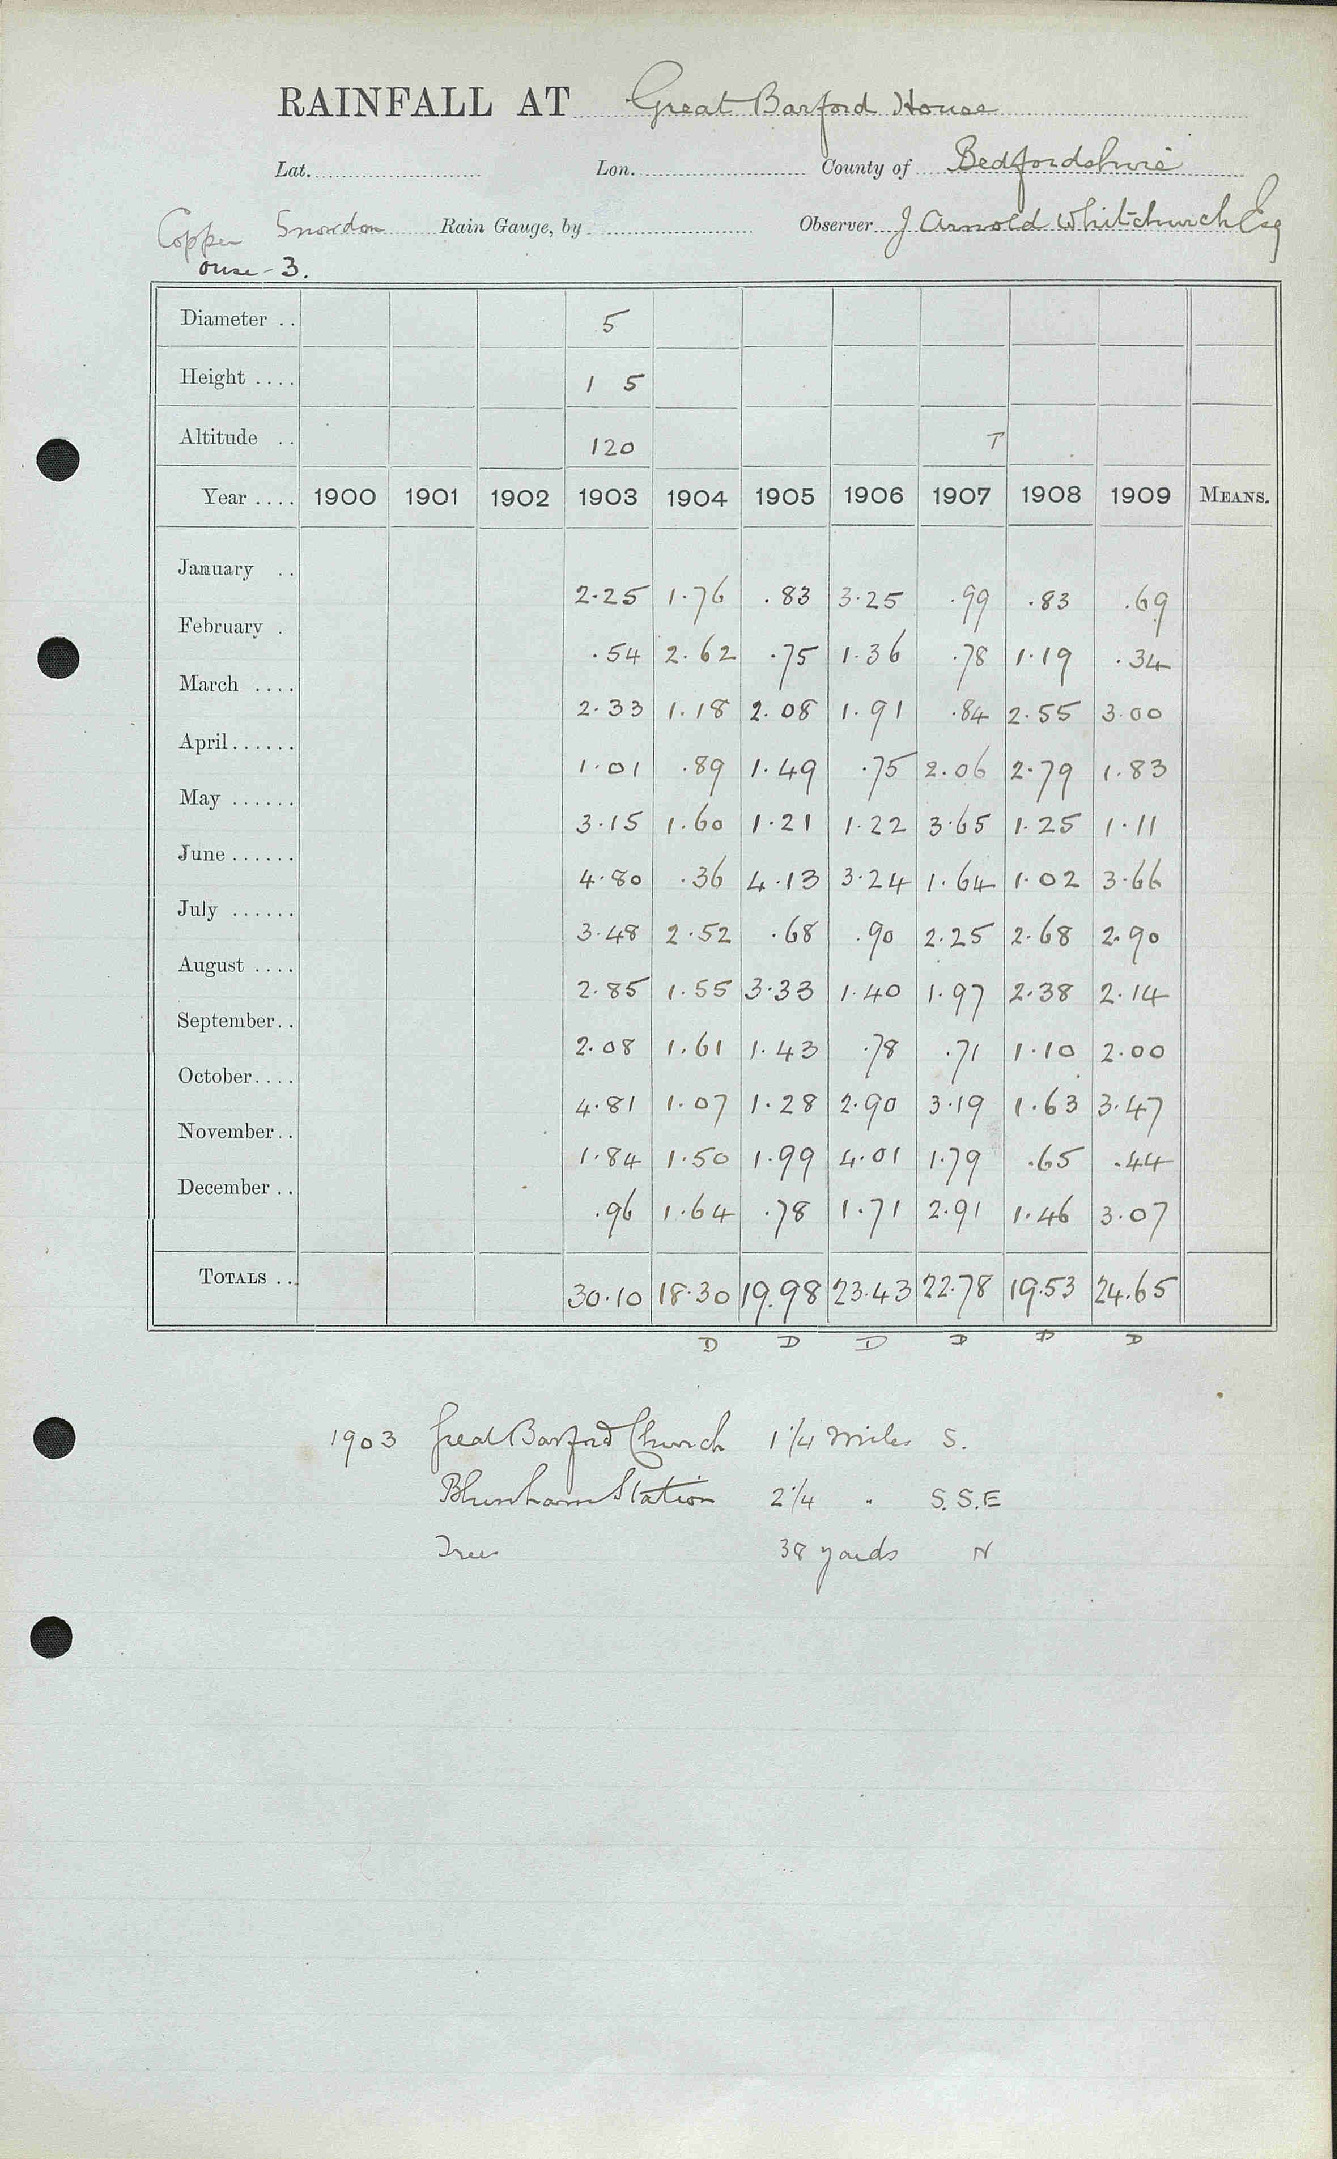 RAINFALL AT Great Barford House
Lat. Lon. County of Bedfordshire
Copper Snowdon Rain Gauge, by Observer J Arnold Whitchurch Esq
Ouse - 3.
Diameter .. 5
Height .... 1 5
Altitude .. 120 T
Year .... 1900 1901 1902 1903 1904 1905 1906 1907 1908 1909 MEANS.
January .. 2.25 1.76 .83 3.25 .99 .83 .69
February . .54 2.62 .75 1.36 .78 1.19 .34
March .... 2.33 1.18 2.08 1.91 .84 2.55 3.00
April...... 1.01 .89 1.49 .75 2.06 2.79 1.83
May ...... 3.15 1.60 1.21 1.22 3.65 1.25 1.11
June ...... 4.80 .36 4.13 3.24 1.64 1.02 3.66
July ...... 3.48 2.52 .68 .90 2.25 2.68 2.90
August .... 2.85 1.55 3.33 1.40 1.97 2.38 2.14
September.. 2.08 1.61 1.43 .78 .71 1.10 2.00
October.... 4.81 1.07 1.28 2.90 3.19 1.63 3.47
November.. 1.84 1.50 1.99 4.01 1.79 .65 .44
December .. .96 1.64 .78 1.71 2.91 1.46 3.07
TOTALS ... 30.10 18.30 19.98 23.43 22.78 19.53 24.65
D D D D D D
1903 Great Barford Church 1 1/4 miles S.
Blunham Station 2 1/4 " S.S.E
Tree 38 yards N